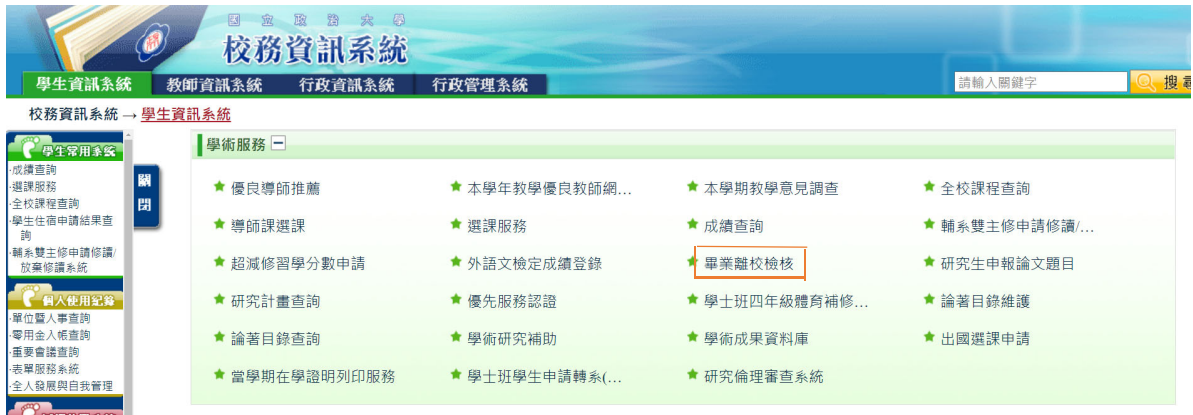 國立政治大學
校務資訊系統
學生資訊系統 教師資訊系統 行政資訊系統 行政管理系統
請輸入關鍵字 搜尋
校務資訊系統 → 學生資訊系統
學生常用系統
·成績查詢
·選課服務
·全校課程查詢
·學生住宿申請結果查
詢
·輔系雙主修申請修讀/
放棄修讀系統
個人使用紀錄
·單位暨人事查詢
·零用金入帳查詢
·重要會議查詢
·表單服務系統
·全人發展與自我管理
關
閉
學術服務
優良導師推薦 本學年教學優良教師網... 本學期教學意見調查 全校課程查詢
導師課選課 選課服務 成績查詢 輔系雙主修申請修讀/...
超減修習學分數申請 外語文檢定成績登錄 畢業離校檢核 研究生申報論文題目
研究計畫查詢 優先服務認證 學士班四年級體育補修... 論著目錄維護
論著目錄查詢 學術研究補助 學術成果資料庫 出國選課申請
當學期在學證明列印服務 學士班學生申請轉系(... 研究倫理審查系統